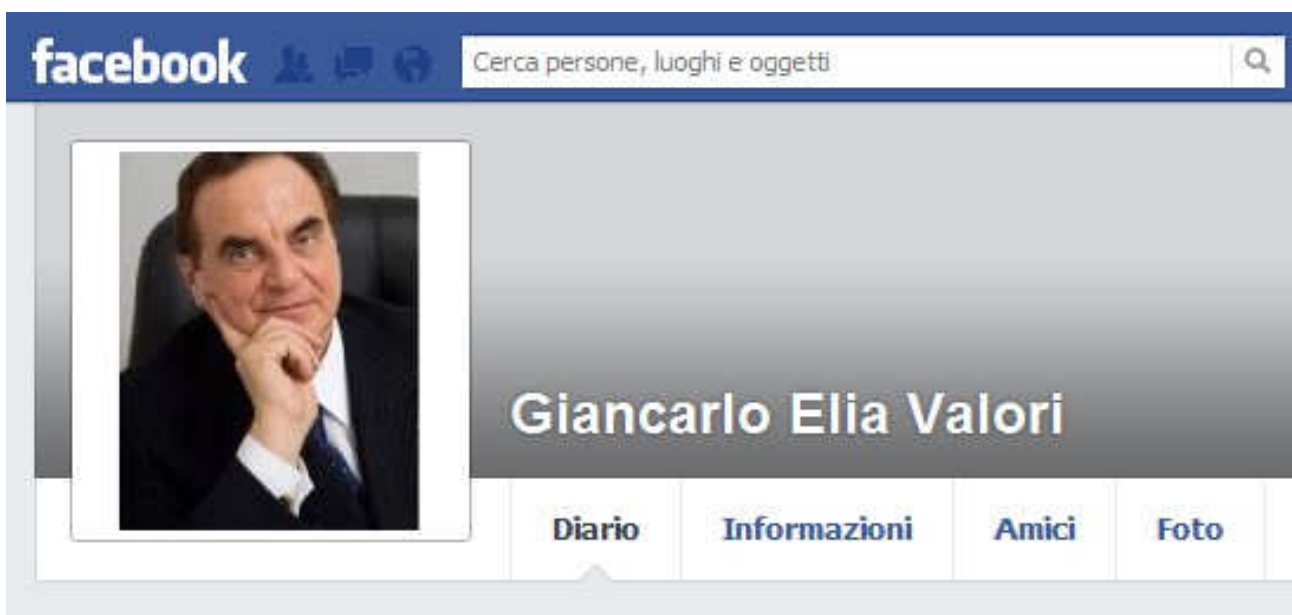 facebook Cerca persone, luoghi e oggetti
Giancarlo Elia Valori
Diario Informazioni Amici Foto